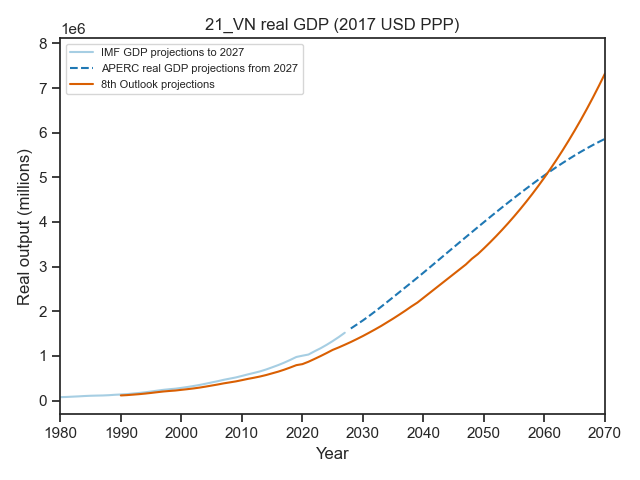 21_VN real GDP (2017 USD PPP)
1e6
IMF GDP projections to 2027
APERC real GDP projections from 2027
8th Outlook projections
8
7
6
5
4
3
2
1
0
Real output (millions)
1980 1990 2000 2010 2020 2030 2040 2050 2060 2070
Year